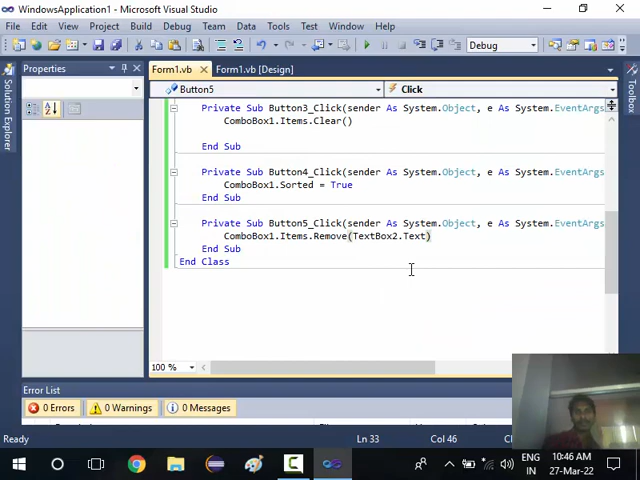 WindowsApplication1 - Microsoft Visual Studio
File Edit View Project Build Debug Team Data Tools Test Window Help
Debug
Properties
Form1.vb Form1.vb [Design]
Button5 Click
Solution Explorer
Toolbox
Private Sub Button3_Click(sender As System.Object, e As System.EventArgs
ComboBox1.Items.Clear()
End Sub
Private Sub Button4_Click(sender As System.Object, e As System.EventArgs
ComboBox1.Sorted = True
End Sub
Private Sub Button5_Click(sender As System.Object, e As System.EventArgs
ComboBox1.Items.Remove(TextBox2.Text)
End Sub
End Class
100 %
Error List
0 Errors 0 Warnings 0 Messages
Ready Ln 33 Col 46
ENG 10:46 AM
IN 27-Mar-22